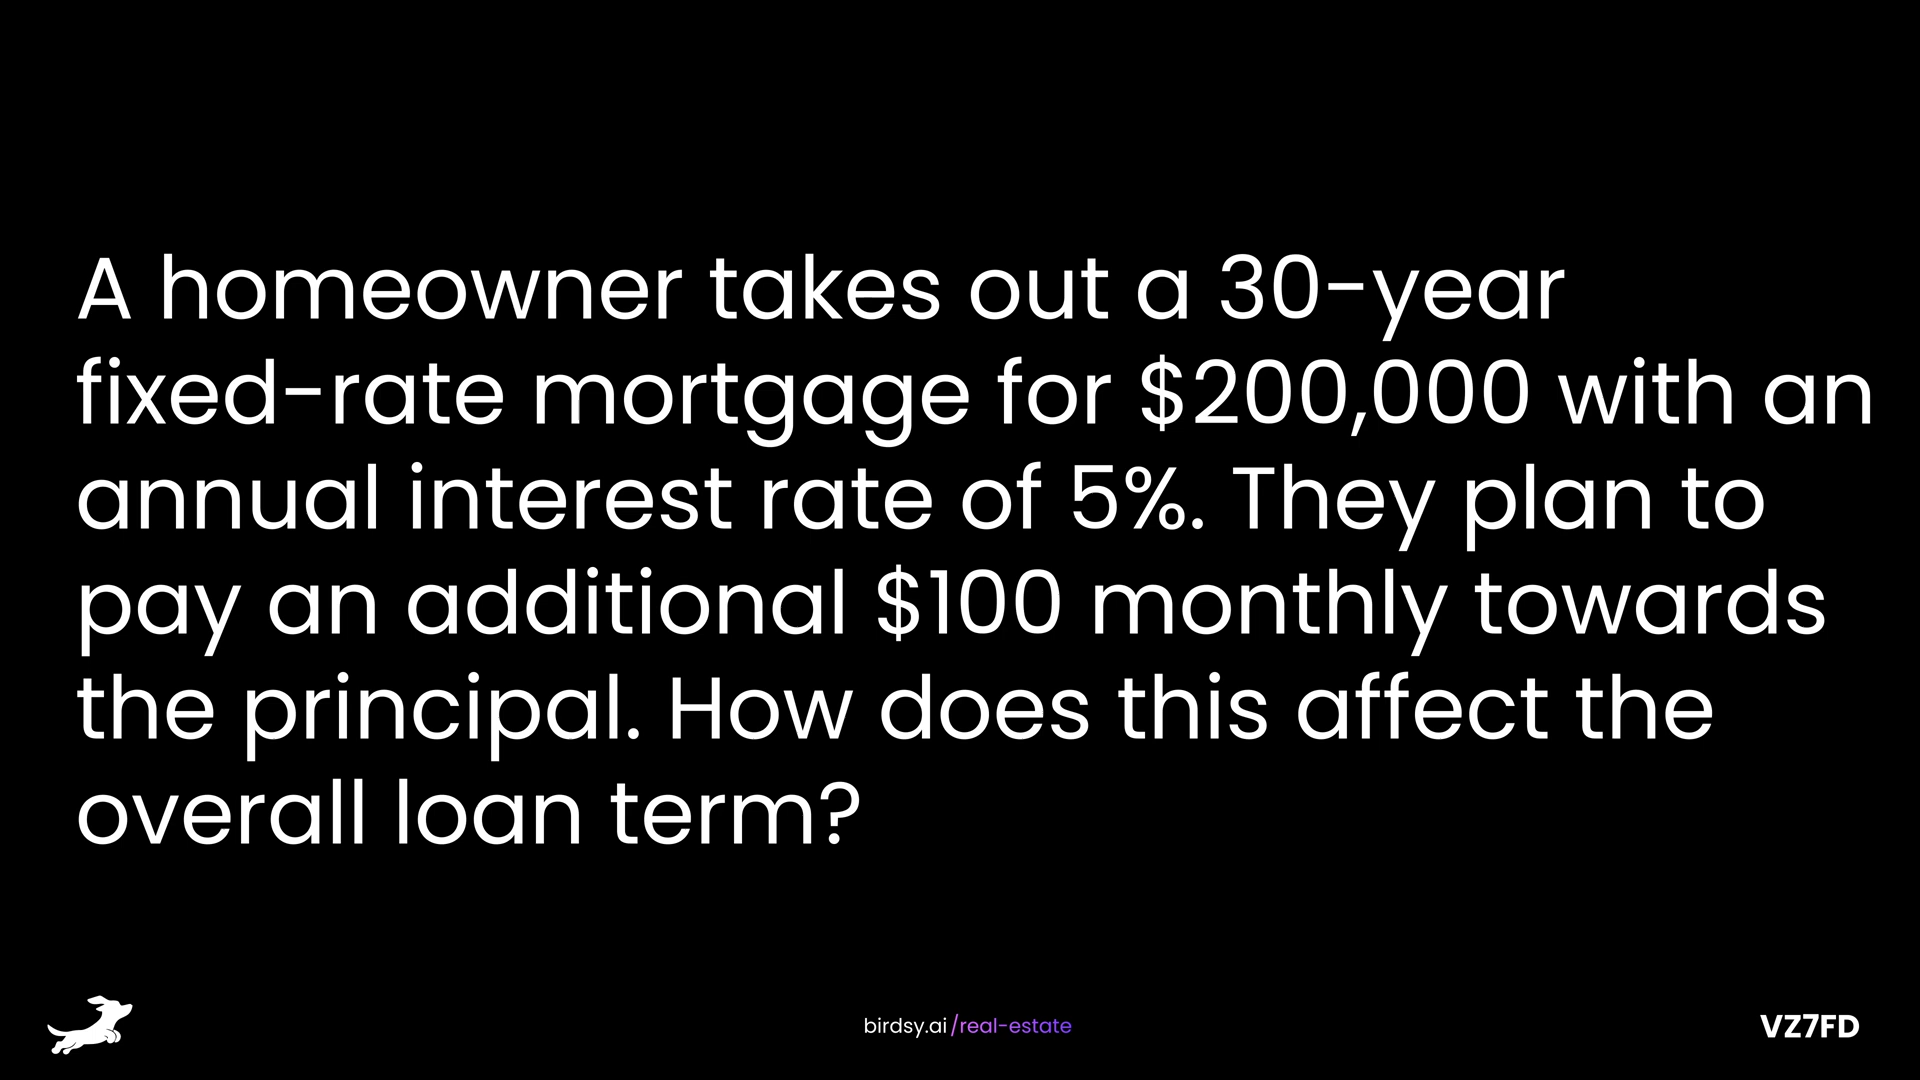 A homeowner takes out a 30-year
fixed-rate mortgage for $200,000 with an
annual interest rate of 5%. They plan to
pay an additional $100 monthly towards
the principal. How does this affect the
overall loan term?
birdsy.ai/real-estate
VZ7FD